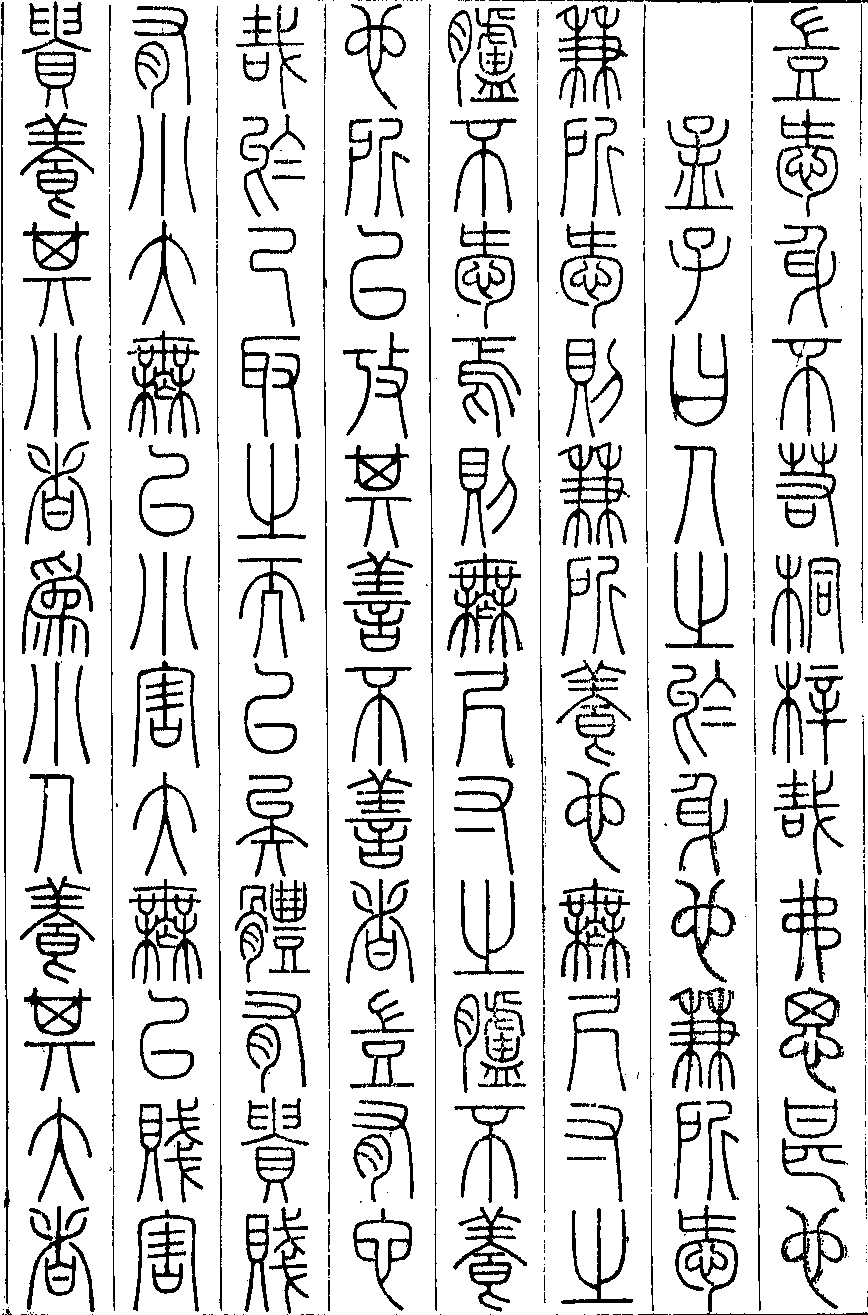 豈愛身不若桐梓哉弗思甚也
孟子曰人之於身也兼所愛
兼所愛則兼所養也無尺寸之
膚不愛焉則無尺寸之膚不養
也所以攷其善不善者豈有它
哉於己取之而已矣體有貴賤
有小大無以小害大無以賤害
貴養其小者為小人養其大者